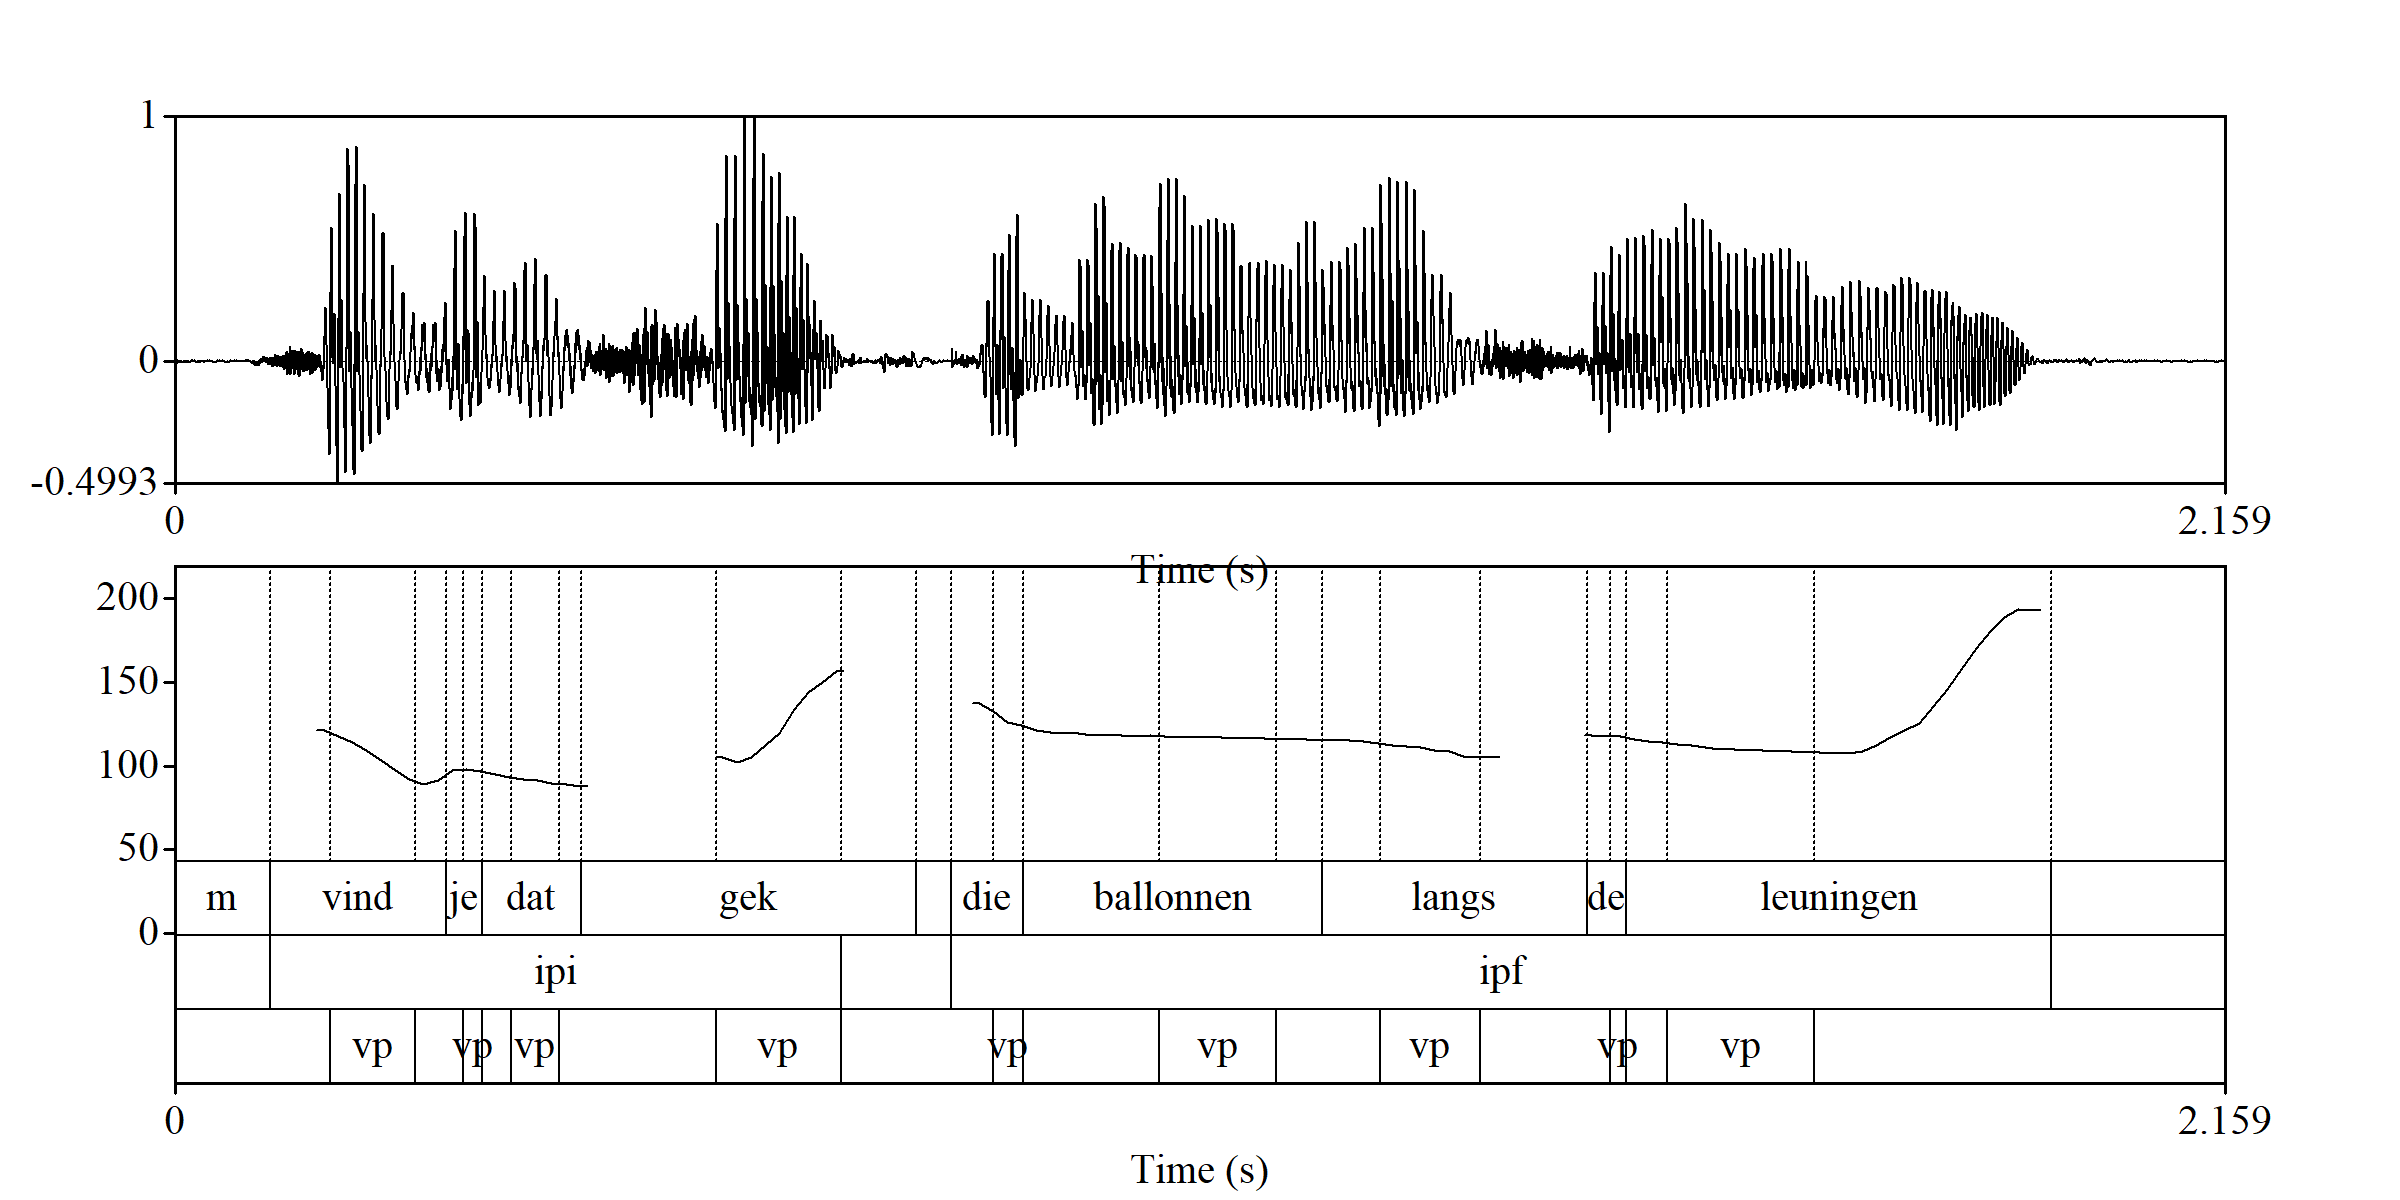 1
0
-0.4993
0 2.159
Time (s)
200
150
100
50
0
m vind je dat gek die ballonnen langs de leuningen
ipi ipf
vp vp vp vp vp vp vp vp vp
0 2.159
Time (s)